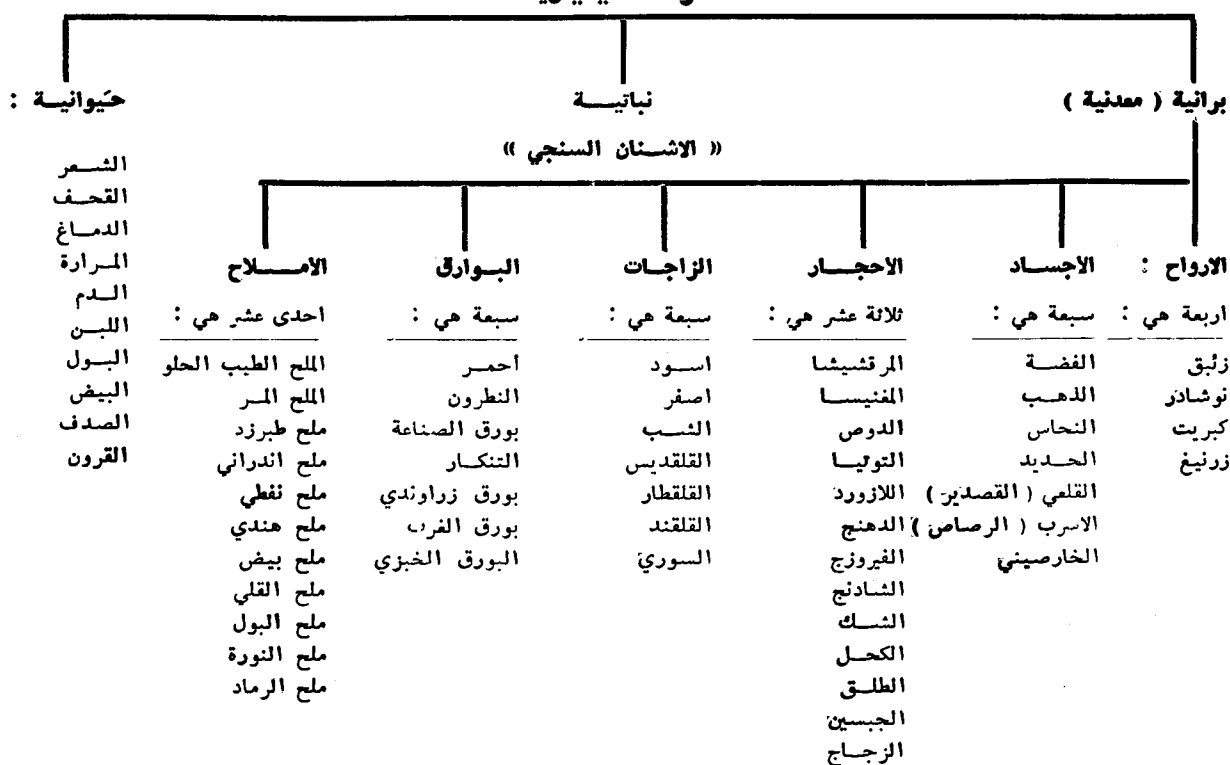 برانية ( معدنية )
نباتية
حيوانية :
« الاشنان السنجي »
الشعر
القحف
الدماغ
المرارة
الدم
اللبن
البول
البيض
الصدف
القرون
الارواح :
اربعة هي :
زئبق
نوشادر
كبريت
زرنيخ
الاجساد
سبعة هي :
الفضة
الذهب
النحاس
الحديد
القلعي ( القصدير )
الاسرب ( الرصاص )
الخارصيني
الاحجار
ثلاثة عشر هي :
المرقشيشا
المغنيسا
الدوص
التوتيا
اللازورد
الدهنج
الفيروزج
الشادنج
الشك
الكحل
الطلق
الجبسين
الزجاج
الزاجات
سبعة هي :
اسود
اصفر
الشب
القلقديس
القلقطار
القلقند
السوري
البوارق
سبعة هي :
أحمر
النطرون
بورق الصناعة
التنكار
بورق زراوندي
بورق الغرب
البورق الخبزي
الاملاح
احدى عشر هي :
الملح الطيب الحلو
الملح المر
ملح طبرزد
ملح اندراني
ملح نفطي
ملح هندي
ملح بيض
ملح القلي
ملح البول
ملح النورة
ملح الرماد